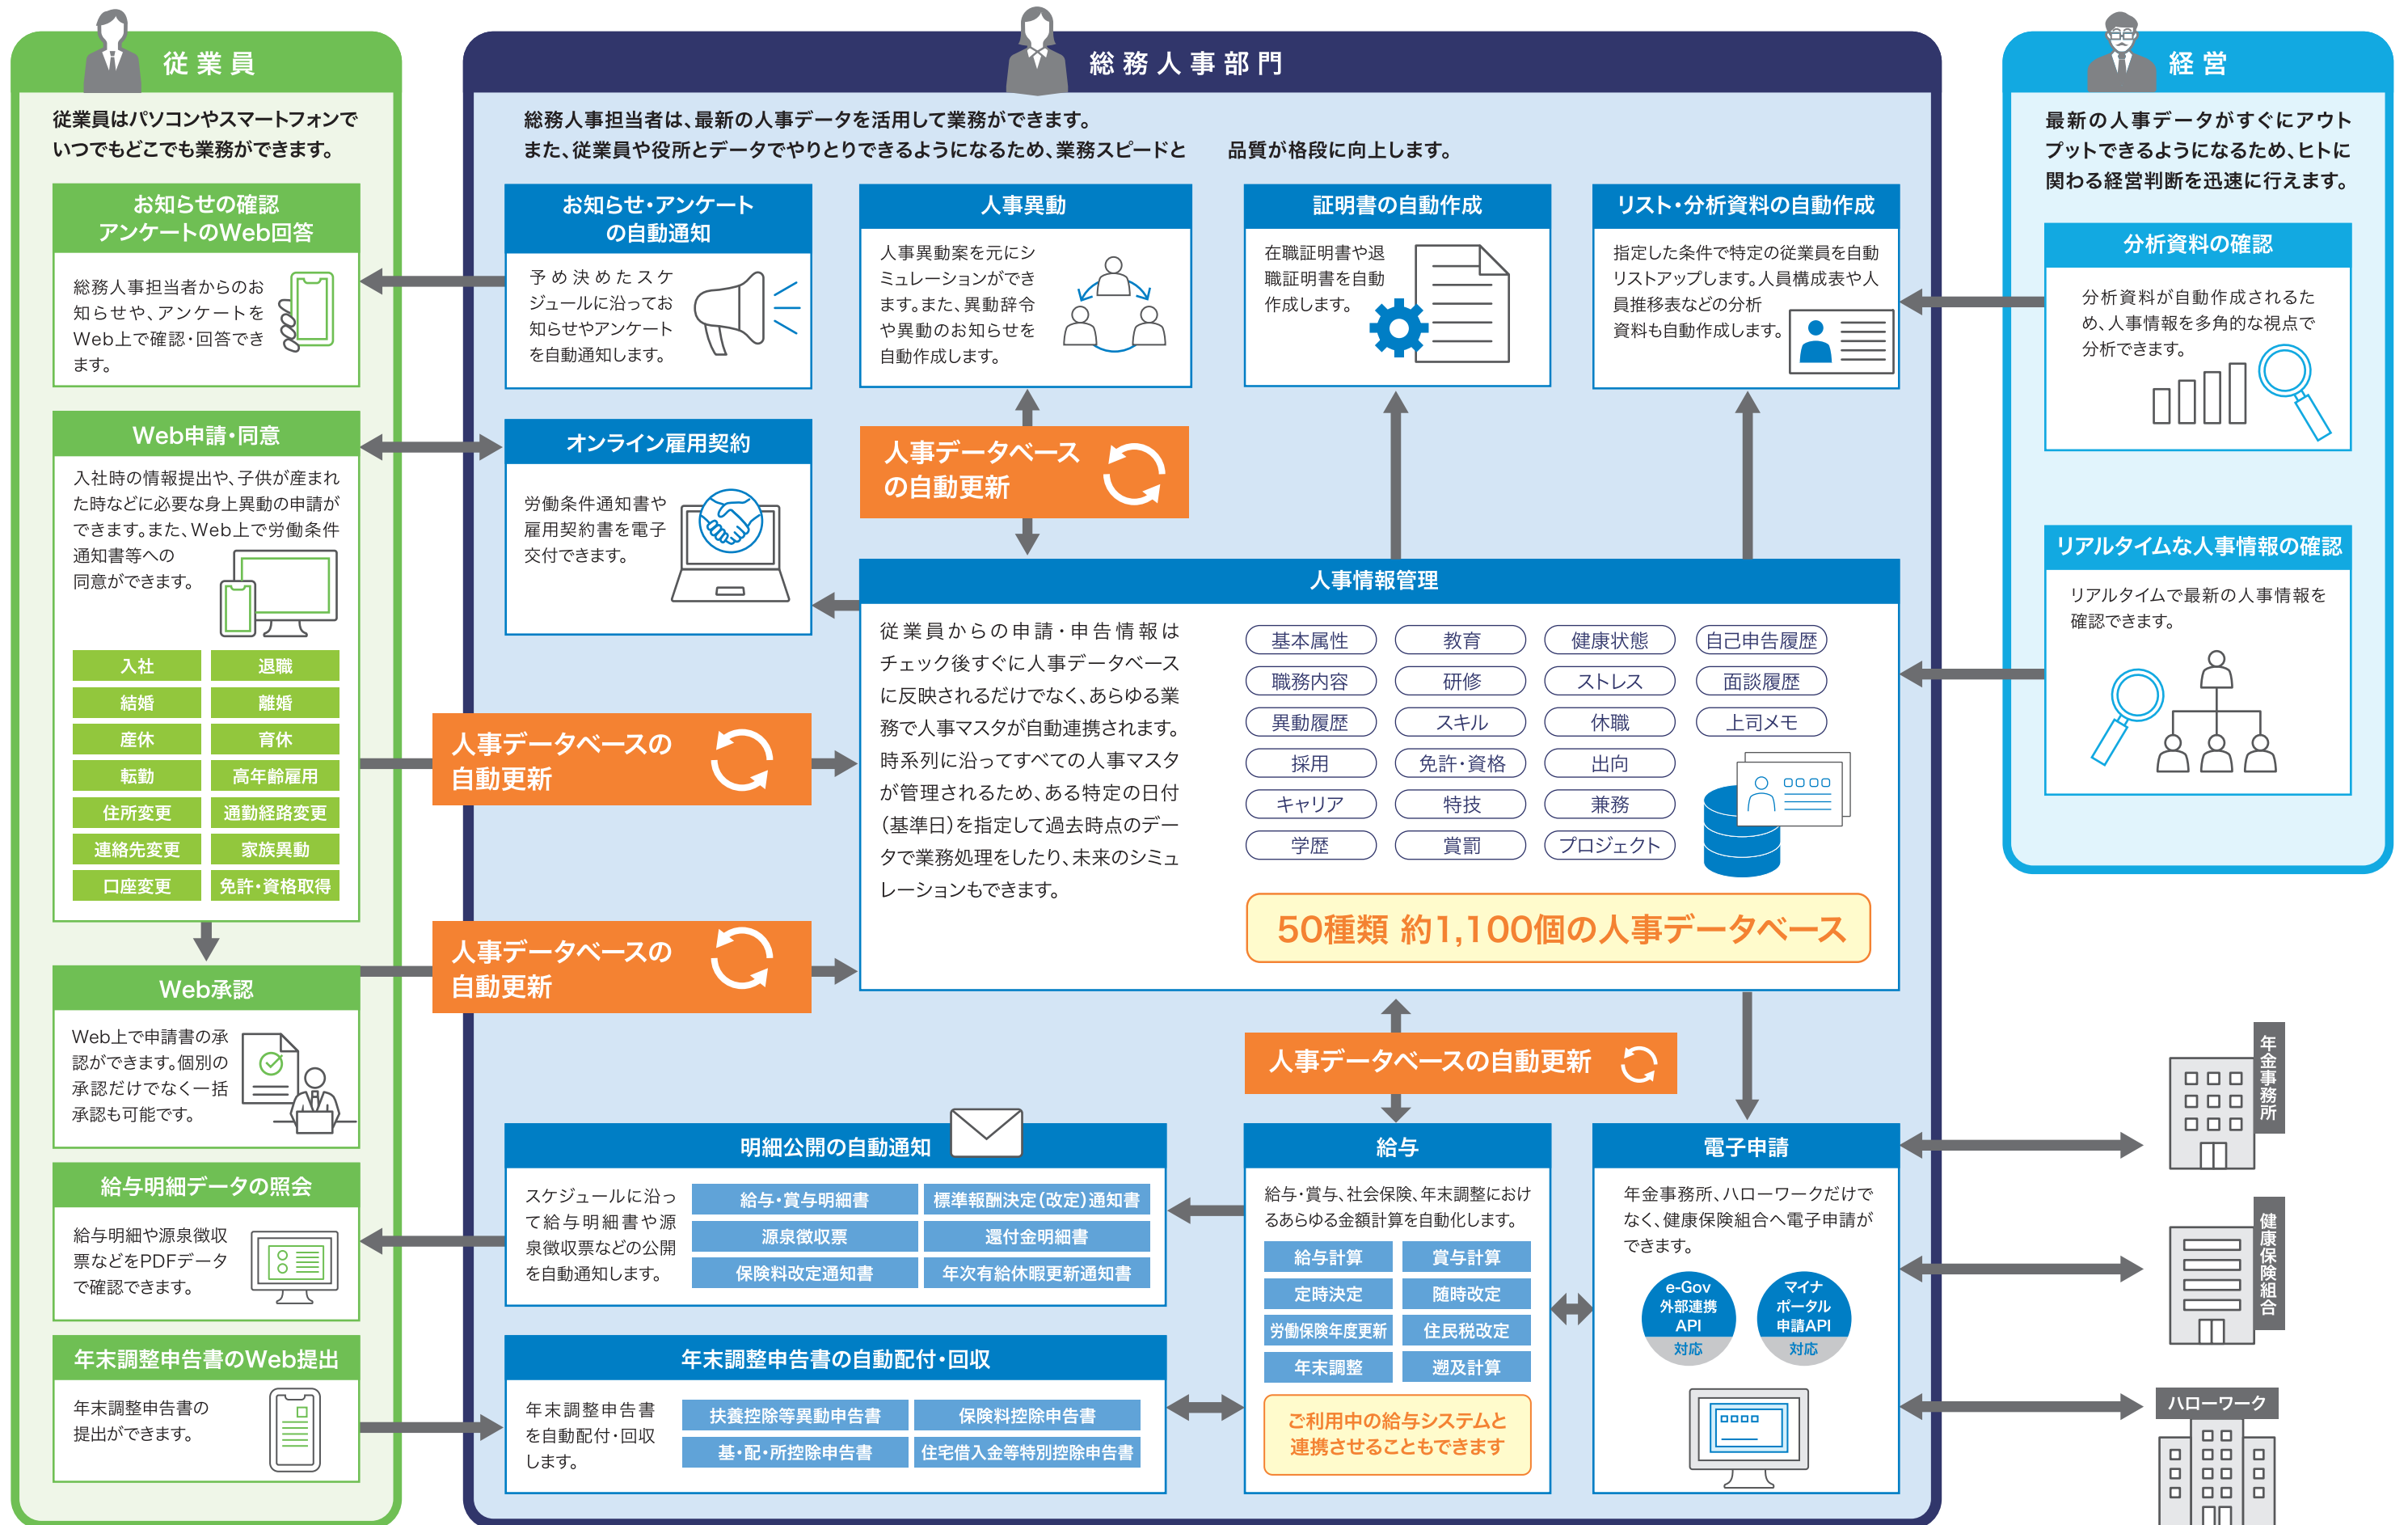 従業員
従業員はパソコンやスマートフォンで
いつでもどこでも業務ができます。
お知らせの確認
アンケートのWeb回答
総務人事担当者からのお
知らせや、アンケートを
Web上で確認・回答でき
ます。
Web申請・同意
入社時の情報提出や、子供が産まれ
た時などに必要な身上異動の申請が
できます。また、Web上で労働条件
通知書等への
同意ができます。
入社
退職
結婚
離婚
産休
育休
転勤
高年齢雇用
住所変更
通勤経路変更
連絡先変更
家族異動
口座変更
免許・資格取得
Web承認
Web上で申請書の承
認ができます。個別の
承認だけでなく一括
承認も可能です。
給与明細データの照会
給与明細や源泉徴収
票などをPDFデータ
で確認できます。
年末調整申告書のWeb提出
年末調整申告書の
提出ができます。
総務人事部門
総務人事担当者は、最新の人事データを活用して業務ができます。
また、従業員や役所とデータでやりとりできるようになるため、業務スピードと 品質が格段に向上します。
お知らせ・アンケート
の自動通知
予め決めたスケ
ジュールに沿ってお
知らせやアンケート
を自動通知します。
人事異動
人事異動案を元にシ
ミュレーションができ
ます。また、異動辞令
や異動のお知らせを
自動作成します。
証明書の自動作成
在職証明書や退
職証明書を自動
作成します。
リスト・分析資料の自動作成
指定した条件で特定の従業員を自動
リストアップします。人員構成表や人
員推移表などの分析
資料も自動作成します。
オンライン雇用契約
労働条件通知書や
雇用契約書を電子
交付できます。
人事データベース
の自動更新
人事データベースの
自動更新
人事データベースの
自動更新
人事情報管理
従業員からの申請・申告情報は
チェック後すぐに人事データベース
に反映されるだけでなく、あらゆる業
務で人事マスタが自動連携されます。
時系列に沿ってすべての人事マスタ
が管理されるため、ある特定の日付
（基準日）を指定して過去時点のデー
タで業務処理をしたり、未来のシミュ
レーションもできます。
基本属性
教育
健康状態
自己申告履歴
職務内容
研修
ストレス
面談履歴
異動履歴
スキル
休職
上司メモ
採用
免許・資格
出向
キャリア
特技
兼務
学歴
賞罰
プロジェクト
50種類 約1,100個の人事データベース
人事データベースの自動更新
明細公開の自動通知
スケジュールに沿っ
て給与明細書や源
泉徴収票などの公開
を自動通知します。
給与・賞与明細書
標準報酬決定（改定）通知書
源泉徴収票
還付金明細書
保険料改定通知書
年次有給休暇更新通知書
年末調整申告書の自動配付・回収
年末調整申告書
を自動配付・回収
します。
扶養控除等異動申告書
保険料控除申告書
基・配・所控除申告書
住宅借入金等特別控除申告書
給与
給与・賞与、社会保険、年末調整におけ
るあらゆる金額計算を自動化します。
給与計算
賞与計算
定時決定
随時改定
労働保険年度更新
住民税改定
年末調整
遡及計算
ご利用中の給与システムと
連携させることもできます
電子申請
年金事務所、ハローワークだけで
なく、健康保険組合へ電子申請が
できます。
e-Gov
外部連携
API
対応
マイナ
ポータル
申請API
対応
経営
最新の人事データがすぐにアウト
プットできるようになるため、ヒトに
関わる経営判断を迅速に行えます。
分析資料の確認
分析資料が自動作成されるた
め、人事情報を多角的な視点で
分析できます。
リアルタイムな人事情報の確認
リアルタイムで最新の人事情報を
確認できます。
年金事務所
健康保険組合
ハローワーク